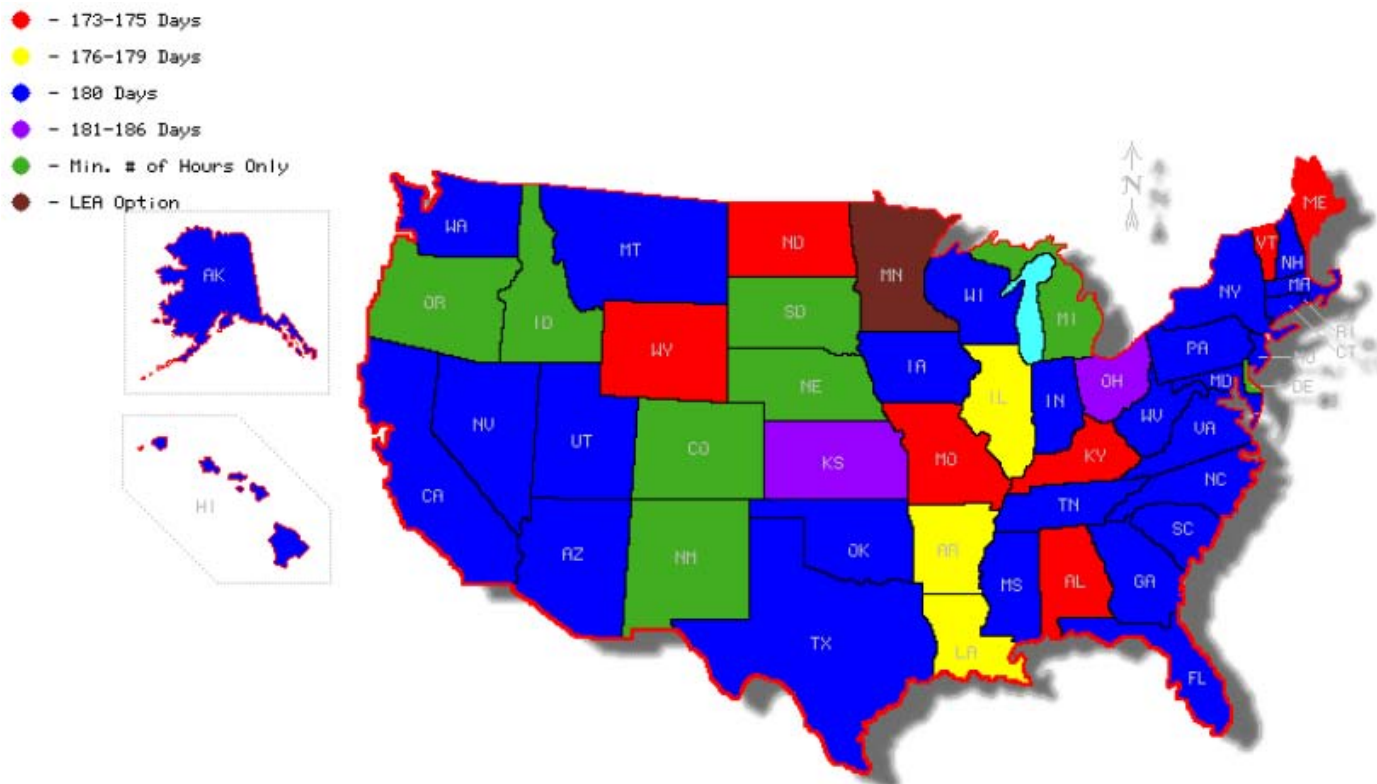 - 173-175 Days
- 176-179 Days
- 180 Days
- 181-186 Days
- Min. # of Hours Only
- LEA Option
N
ME
WA
MT
ND
MN
VT
NH
AK
OR
ID
SD
WI
MI
NY
MA
RI
CT
WY
IA
PA
NJ
NE
IL
IN
OH
MD
DE
NV
UT
CO
KS
MO
KY
WV
VA
CA
HI
AZ
NM
OK
AR
TN
NC
SC
MS
AL
GA
TX
LA
FL